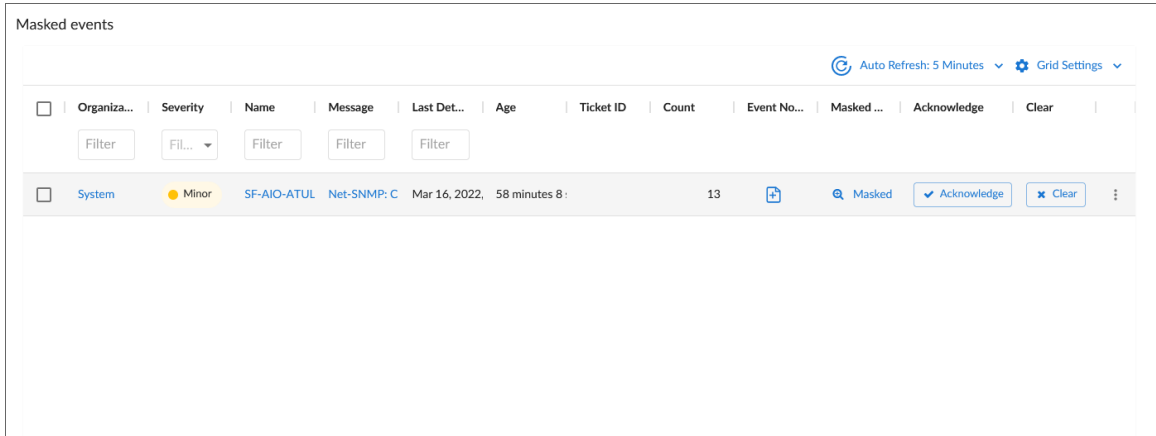 Masked events
Auto Refresh: 5 Minutes Grid Settings
Organiza... Severity Name Message Last Det... Age Ticket ID Count Event No... Masked ... Acknowledge Clear
Filter Fil... Filter Filter Filter
System Minor SF-AIO-ATUL Net-SNMP: C Mar 16, 2022, 58 minutes 8 13 Masked Acknowledge Clear